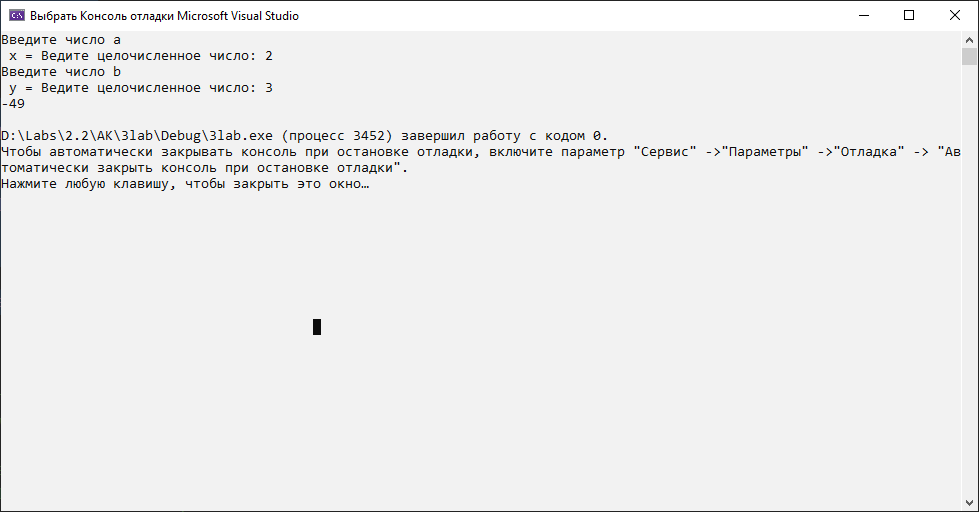 Выбрать Консоль отладки Microsoft Visual Studio
Введите число a
x = Ведите целочисленное число: 2
Введите число b
y = Ведите целочисленное число: 3
-49
D:\Labs\2.2\АК\3lab\Debug\3lab.exe (процесс 3452) завершил работу с кодом 0.
Чтобы автоматически закрывать консоль при остановке отладки, включите параметр "Сервис" ->"Параметры" ->"Отладка" -> "Ав
томатически закрыть консоль при остановке отладки".
Нажмите любую клавишу, чтобы закрыть это окно…